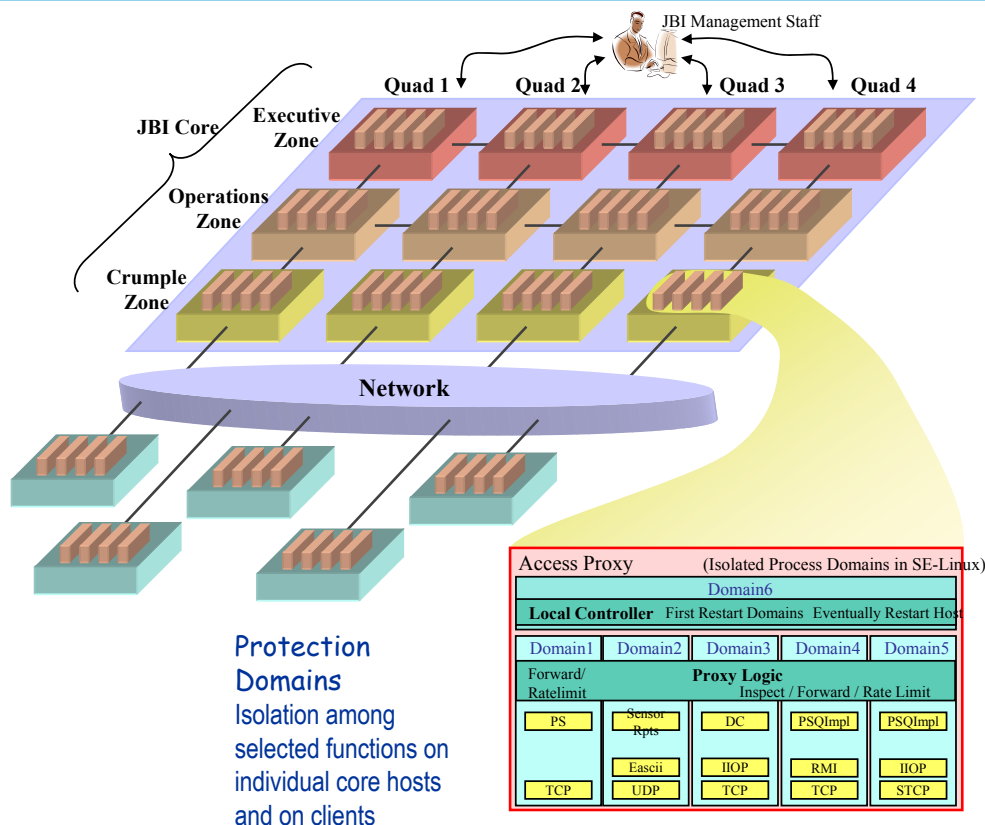 JBI Management Staff
Quad 1
Quad 2
Quad 3
Quad 4
JBI Core
Executive
Zone
Operations
Zone
Crumple
Zone
Network
Protection
Domains
Isolation among
selected functions on
individual core hosts
and on clients
Access Proxy
(Isolated Process Domains in SE-Linux)
Domain6
Local Controller First Restart Domains Eventually Restart Host
Domain1 Domain2 Domain3 Domain4 Domain5
Forward/
Ratelimit
Proxy Logic
Inspect / Forward / Rate Limit
PS
Sensor
Rpts
DC
PSQImpl
PSQImpl
Eascii
IIOP
RMI
IIOP
TCP
UDP
TCP
TCP
STCP